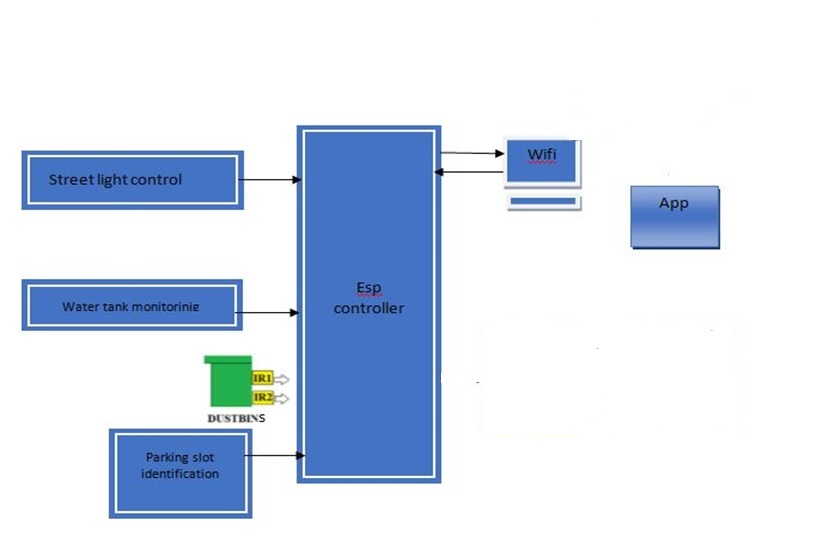 Street light control
Wifi
App
Esp
controller
Water tank monitorinig
IR1
IR2
DUSTBINS
Parking slot
identification